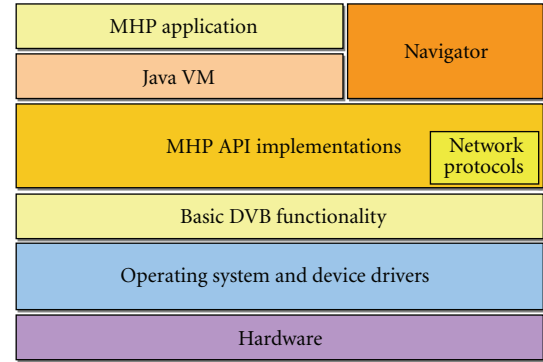 MHP application
Navigator
Java VM
MHP API implementations
Network
protocols
Basic DVB functionality
Operating system and device drivers
Hardware